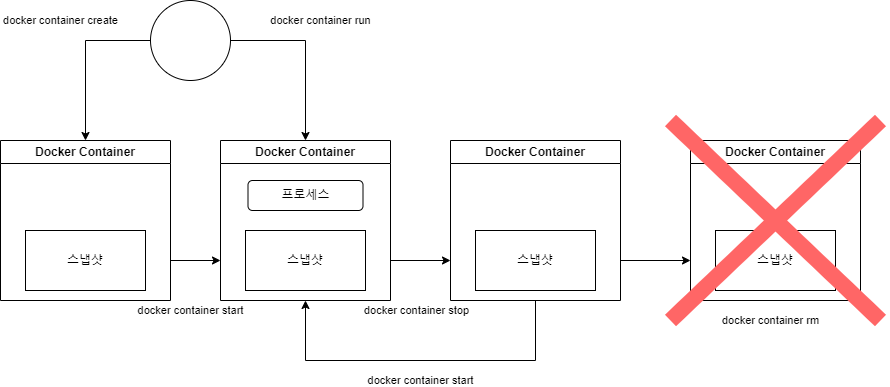 docker container create
docker container run
Docker Container
Docker Container
Docker Container
Docker Container
프로세스
스냅샷
스냅샷
스냅샷
스냅샷
docker container start
docker container stop
docker container rm
docker container start